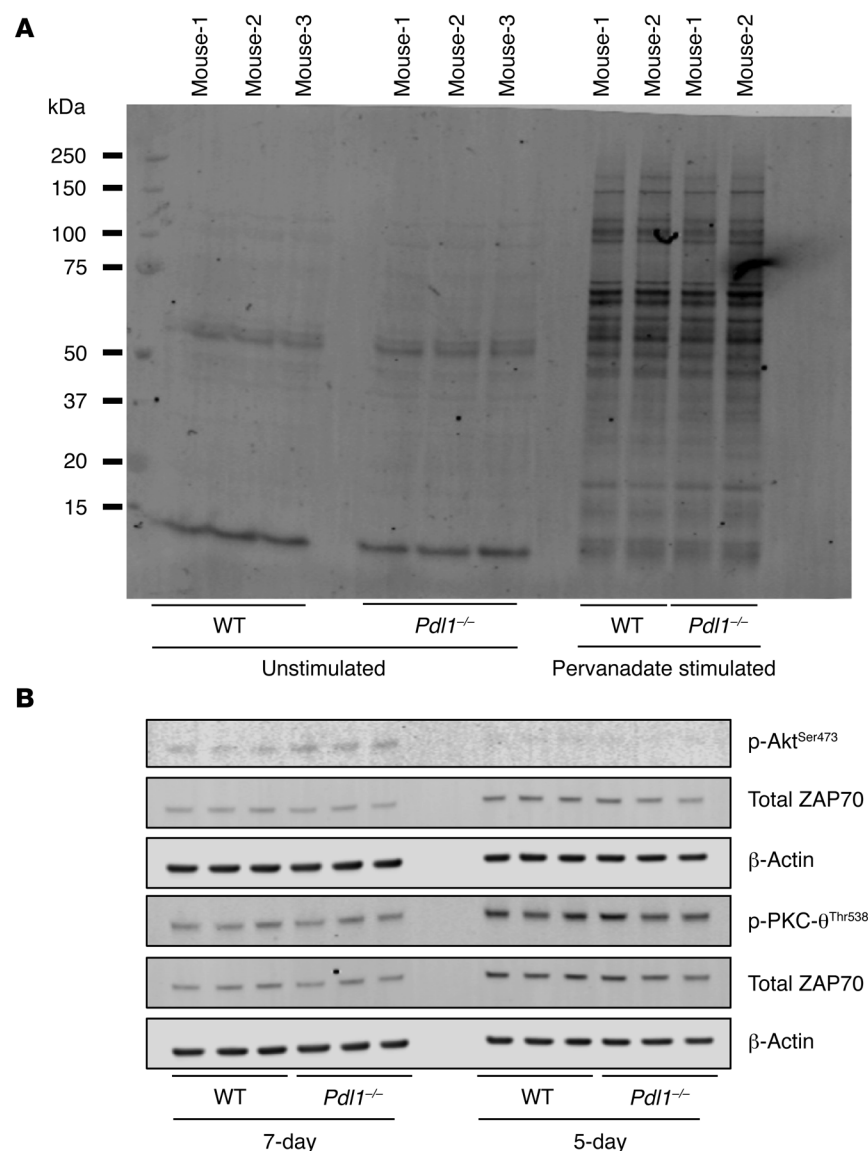 A
Mouse-1
Mouse-2
Mouse-3
Mouse-1
Mouse-2
Mouse-3
Mouse-1
Mouse-2
Mouse-1
Mouse-2
kDa
250
150
100
75
50
37
20
15
WT
Pdl1–/–
WT
Pdl1–/–
Unstimulated
Pervanadate stimulated
B
p-AktSer473
Total ZAP70
β-Actin
p-PKC-θThr538
Total ZAP70
β-Actin
WT
Pdl1–/–
WT
Pdl1–/–
7-day
5-day